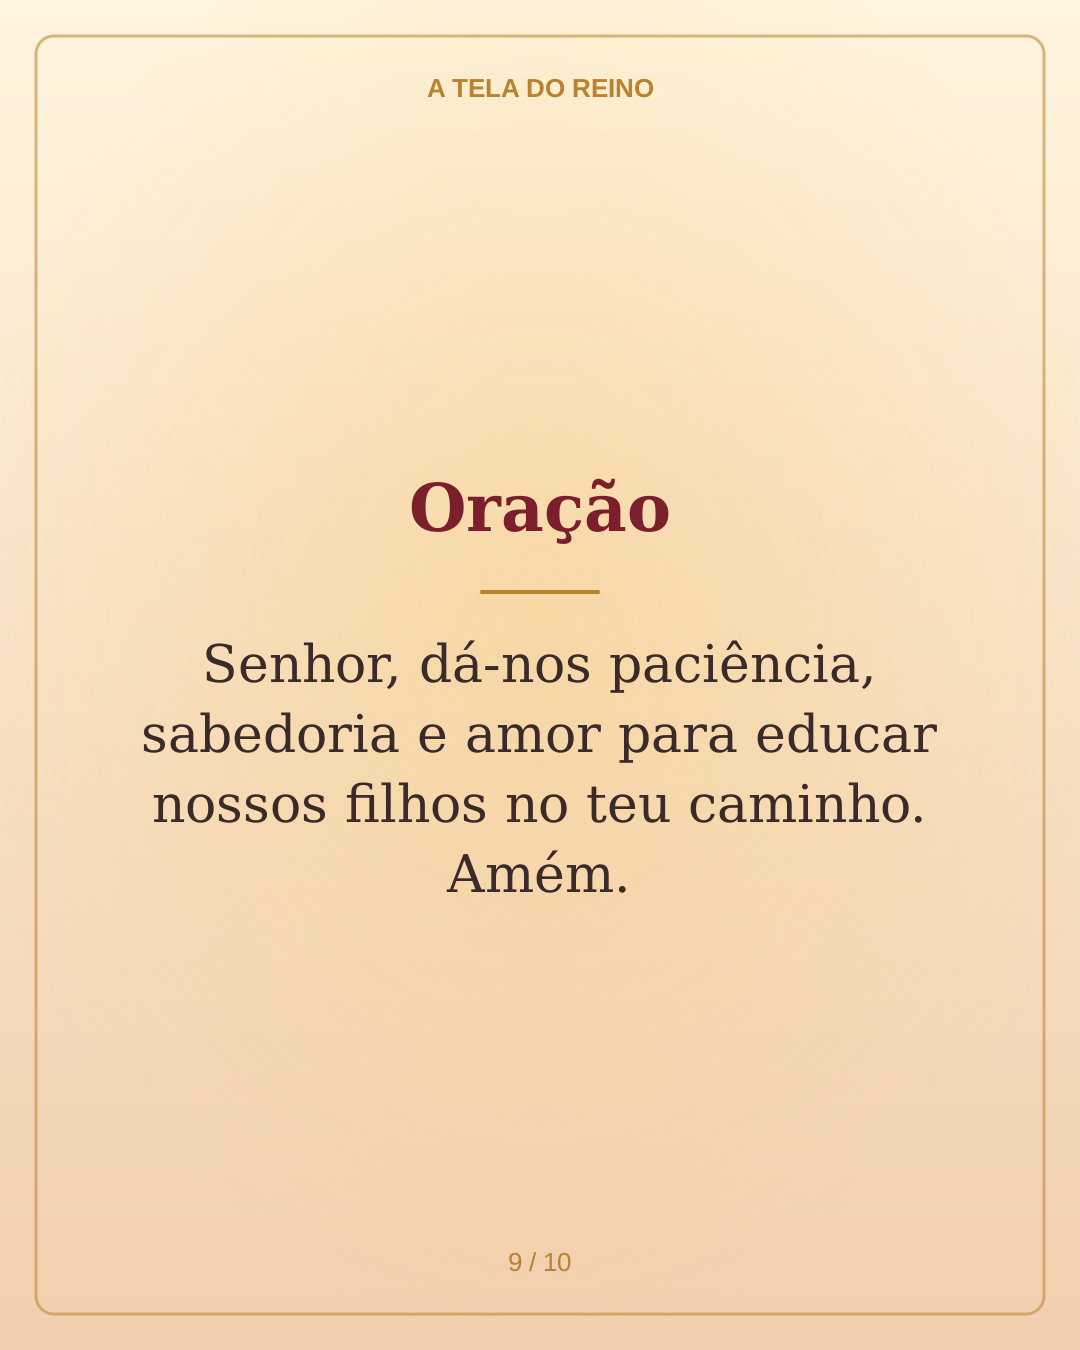 A TELA DO REINO
Oração
Senhor, dá-nos paciência,
sabedoria e amor para educar
nossos filhos no teu caminho.
Amém.
9 / 10